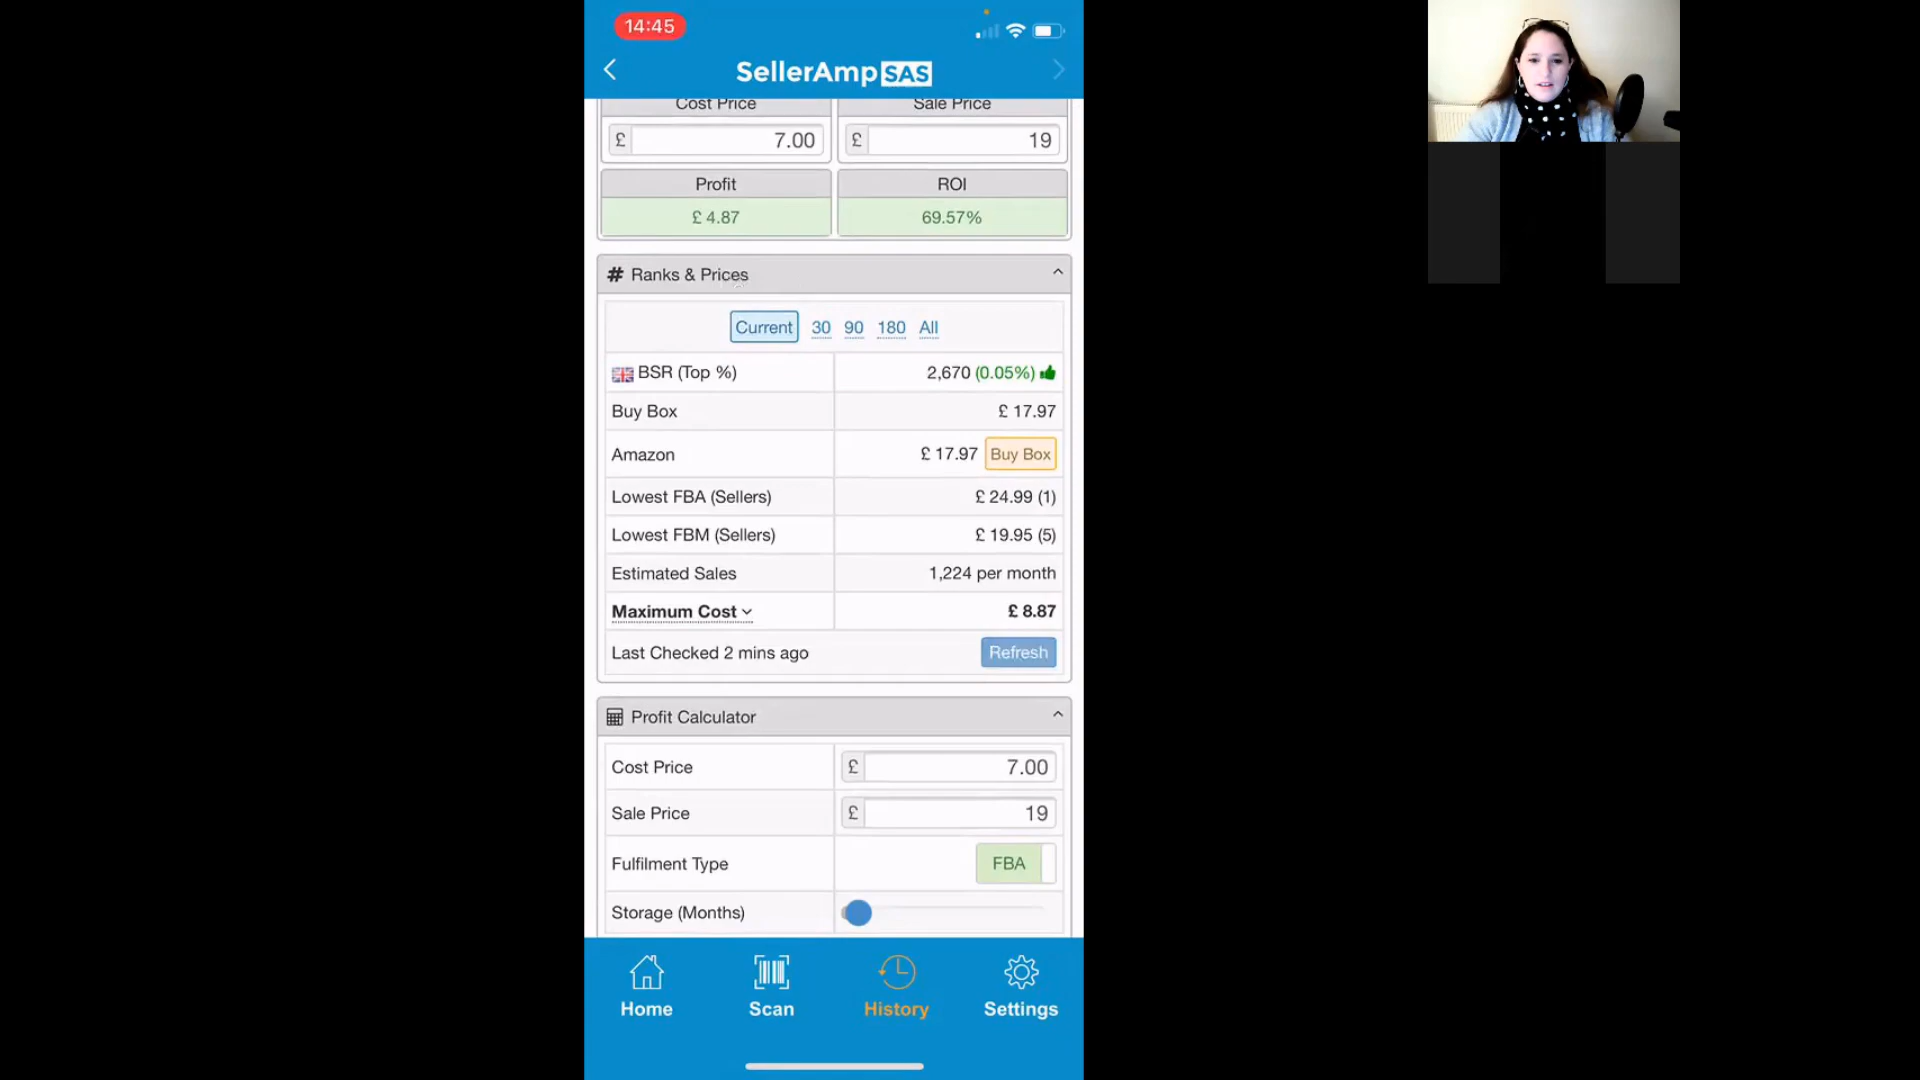 14:45
SellerAmp SAS
Cost Price Sale Price
£ 7.00 £ 19
Profit ROI
£ 4.87 69.57%
# Ranks & Prices
Current 30 90 180 All
BSR (Top %) 2,670 (0.05%)
Buy Box £ 17.97
Amazon £ 17.97 Buy Box
Lowest FBA (Sellers) £ 24.99 (1)
Lowest FBM (Sellers) £ 19.95 (5)
Estimated Sales 1,224 per month
Maximum Cost £ 8.87
Last Checked 2 mins ago Refresh
Profit Calculator
Cost Price £ 7.00
Sale Price £ 19
Fulfilment Type FBA
Storage (Months)
Home Scan History Settings